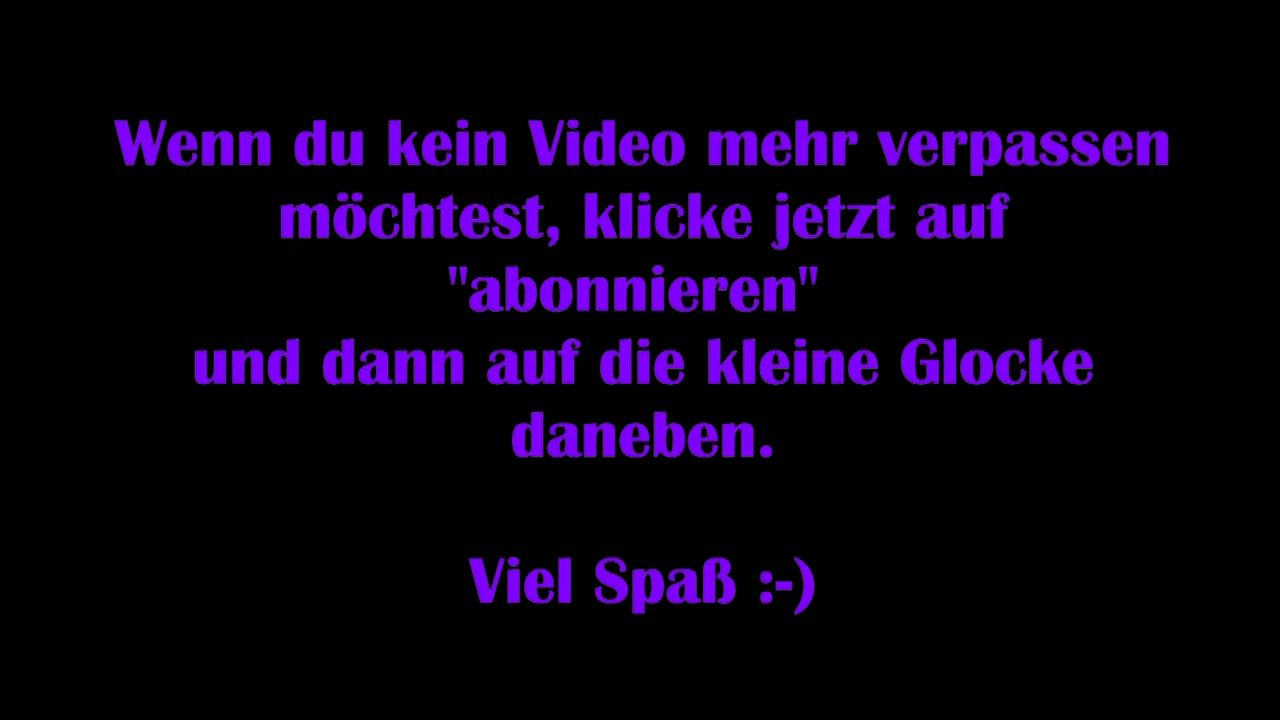 Wenn du kein Video mehr verpassen
möchtest, klicke jetzt auf
"abonnieren"
und dann auf die kleine Glocke
daneben.
Viel Spaß :-)